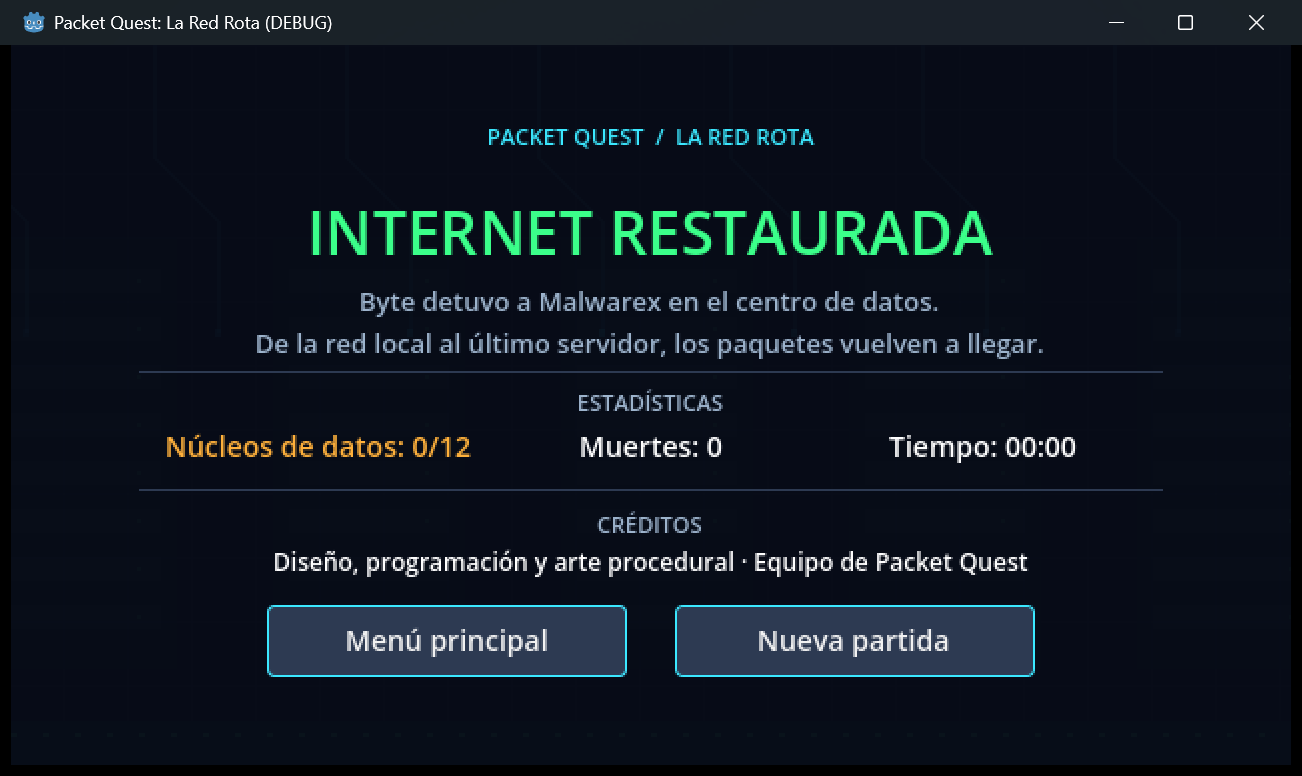 Packet Quest: La Red Rota (DEBUG)
PACKET QUEST / LA RED ROTA
INTERNET RESTAURADA
Byte detuvo a Malwarex en el centro de datos.
De la red local al último servidor, los paquetes vuelven a llegar.
ESTADÍSTICAS
Núcleos de datos: 0/12 Muertes: 0 Tiempo: 00:00
CRÉDITOS
Diseño, programación y arte procedural · Equipo de Packet Quest
Menú principal Nueva partida